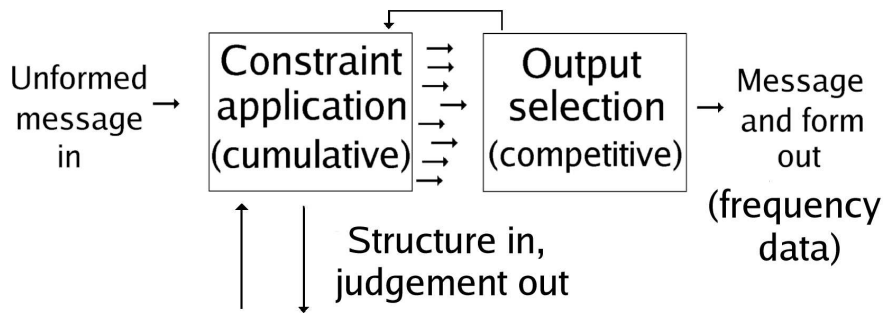 Unformed
message
in
Constraint
application
(cumulative)
Output
selection
(competitive)
Message
and form
out
(frequency
data)
Structure in,
judgement out